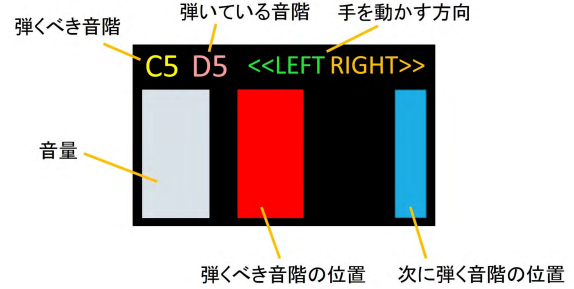 弾くべき音階
弾いている音階
手を動かす方向
C5 D5 <<LEFT RIGHT>>
音量
弾くべき音階の位置
次に弾く音階の位置